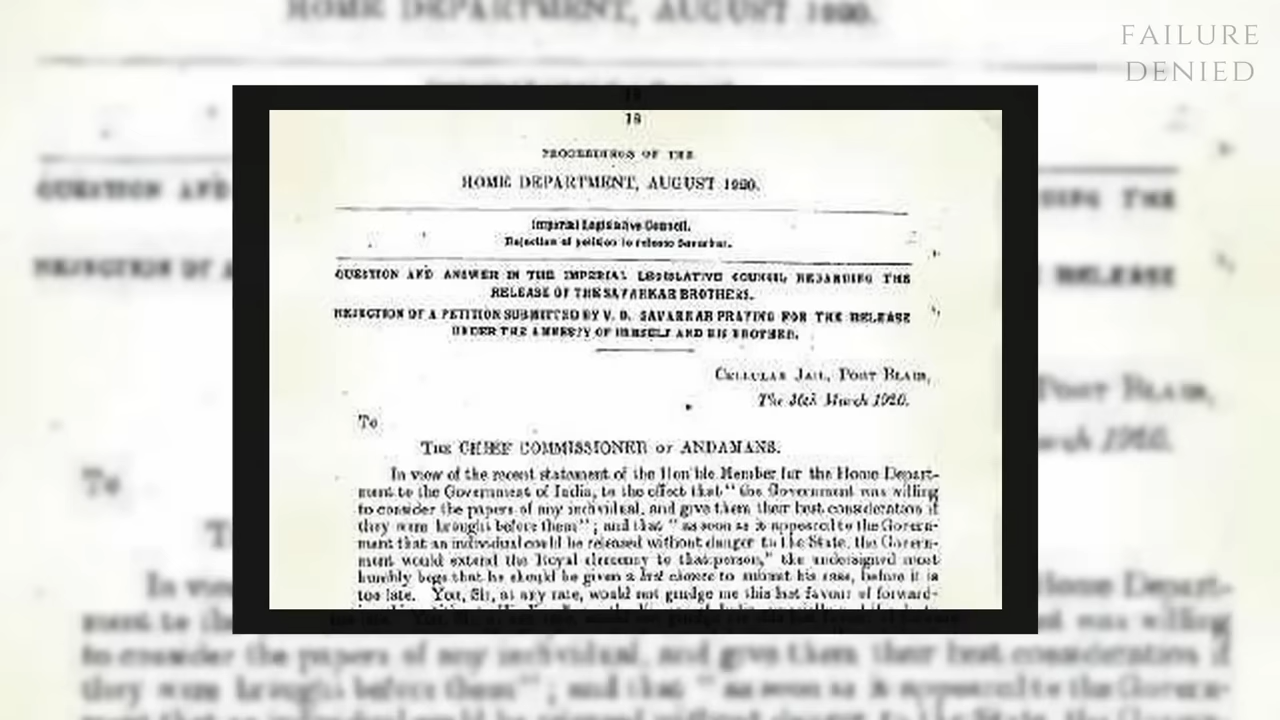 HOME DEPARTMENT, AUGUST 1920.
FAILURE
DENIED
18
PROCEEDINGS OF THE
HOME DEPARTMENT, AUGUST 1920.
Imperial Legislative Council.
Rejection of petition to release Savarkar.
QUESTION AND ANSWER IN THE IMPERIAL LEGISLATIVE COUNCIL REGARDING THE
RELEASE OF THE SAVARKAR BROTHERS.
REJECTION OF A PETITION SUBMITTED BY V. D. SAVARKAR PRAYING FOR THE RELEASE
UNDER THE AMNESTY OF HIMSELF AND HIS BROTHER.
CELLULAR JAIL, PORT BLAIR,
The 30th March 1920.
To
THE CHIEF COMMISSIONER OF ANDAMANS.
In view of the recent statement of the Hon'ble Member for the Home Depart-
ment to the Government of India, to the effect that "the Government was willing
to consider the papers of any individual, and give them their best consideration if
they were brought before them"; and that "as soon as it appeared to the Govern-
ment that an individual could be released without danger to the State, the Govern-
ment would extend the Royal clemency to that person," the undersigned most
humbly begs that he should be given a last chance to submit his case, before it is
too late. You, Sir, at any rate, would not grudge me this last favour of forward-